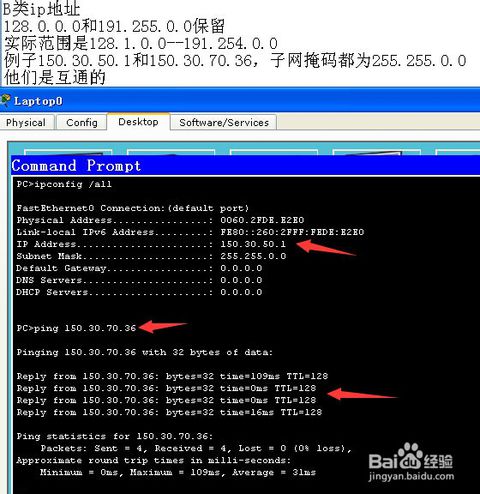 B类ip地址
128.0.0.0和191.255.0.0保留
实际范围是128.1.0.0--191.254.0.0
例子150.30.50.1和150.30.70.36，子网掩码都为255.255.0.0
他们是互通的
Laptop0
Physical Config Desktop Software/Services
Command Prompt
PC>ipconfig /all
FastEthernet0 Connection:(default port)
Physical Address................: 0060.2FDE.E2E0
Link-local IPv6 Address.........: FE80::260:2FFF:FEDE:E2E0
IP Address......................: 150.30.50.1
Subnet Mask.....................: 255.255.0.0
Default Gateway.................: 0.0.0.0
DNS Servers.....................: 0.0.0.0
DHCP Servers....................: 0.0.0.0
PC>ping 150.30.70.36
Pinging 150.30.70.36 with 32 bytes of data:
Reply from 150.30.70.36: bytes=32 time=109ms TTL=128
Reply from 150.30.70.36: bytes=32 time=0ms TTL=128
Reply from 150.30.70.36: bytes=32 time=0ms TTL=128
Reply from 150.30.70.36: bytes=32 time=16ms TTL=128
Ping statistics for 150.30.70.36:
Packets: Sent = 4, Received = 4, Lost = 0 (0% loss),
Approximate round trip times in milli-seconds:
Minimum = 0ms, Maximum = 109ms, Average = 31ms
Baidu经验
jingyan.baidu.com